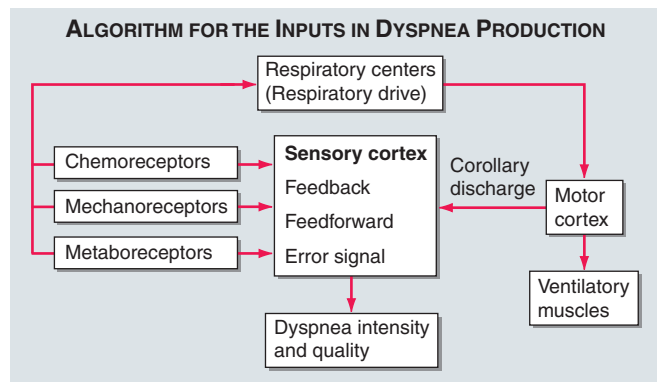 ALGORITHM FOR THE INPUTS IN DYSPNEA PRODUCTION
Respiratory centers
(Respiratory drive)
Chemoreceptors
Mechanoreceptors
Metaboreceptors
Sensory cortex
Feedback
Feedforward
Error signal
Corollary
discharge
Motor
cortex
Ventilatory
muscles
Dyspnea intensity
and quality